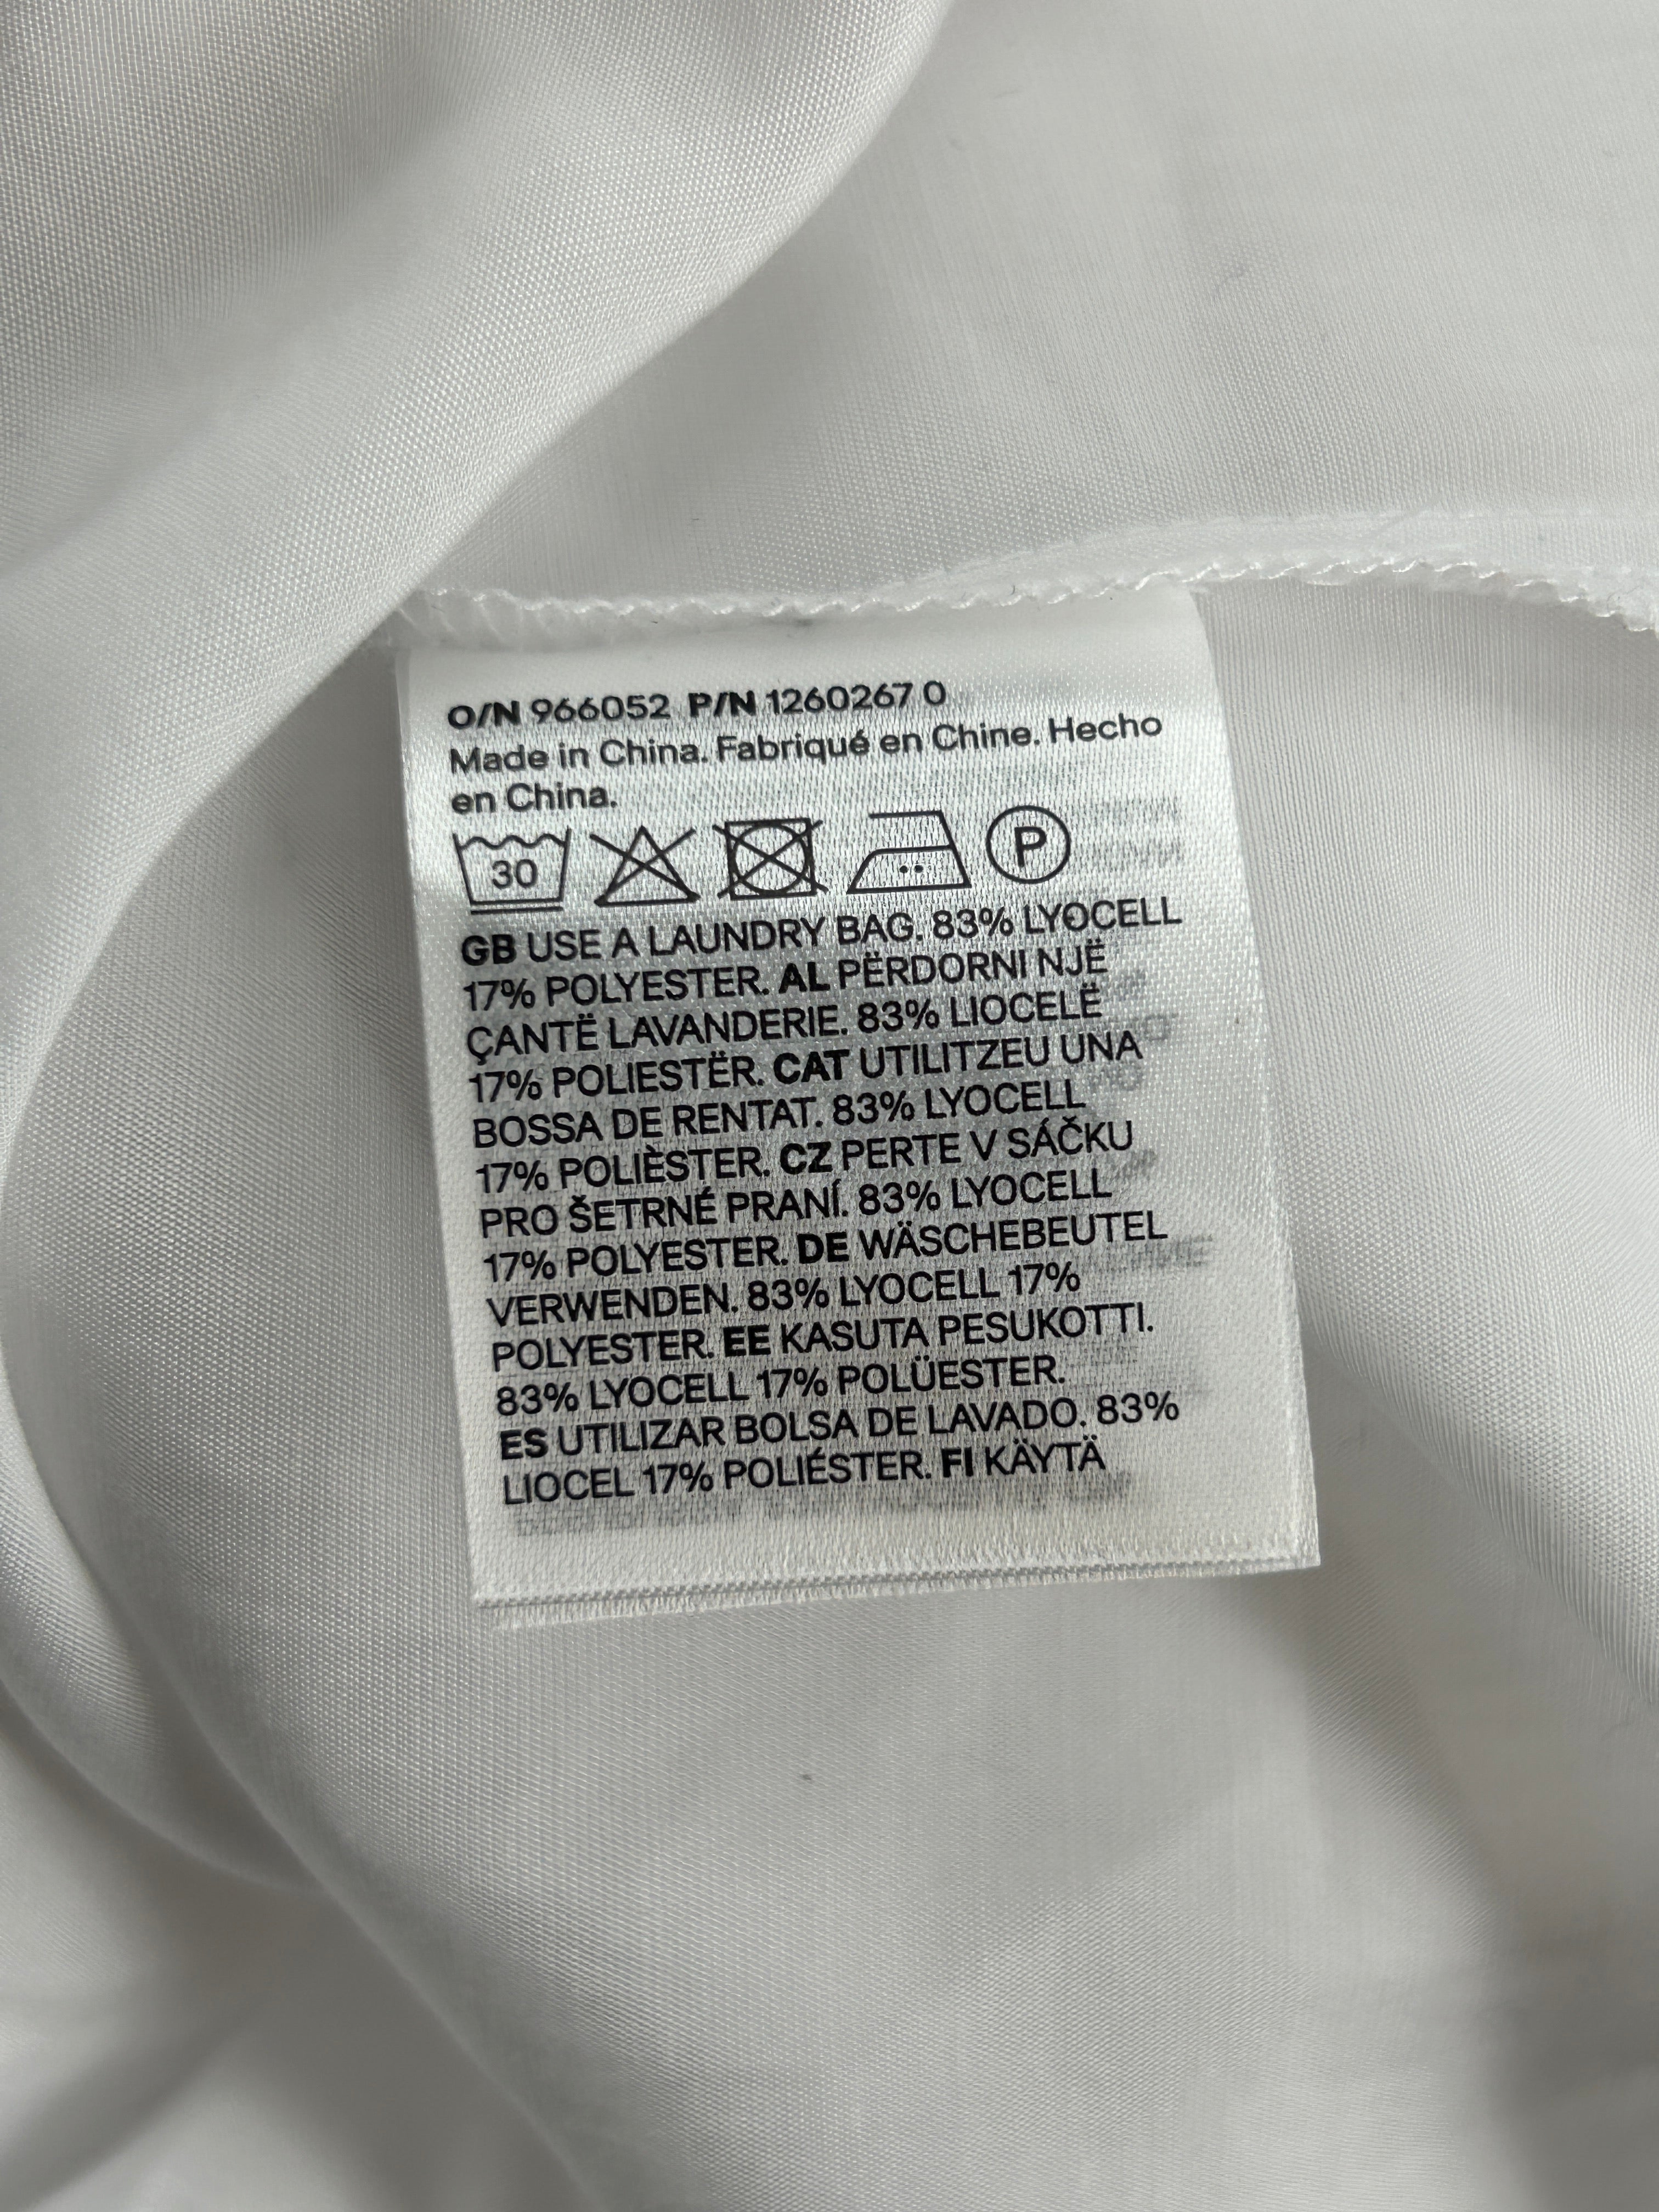 O/N 966052 P/N 1260267 0
Made in China. Fabriqué en Chine. Hecho
en China.
30 P
GB USE A LAUNDRY BAG. 83% LYOCELL
17% POLYESTER. AL PËRDORNI NJË
ÇANTË LAVANDERIE. 83% LIOCELË
17% POLIESTËR. CAT UTILITZEU UNA
BOSSA DE RENTAT. 83% LYOCELL
17% POLIÈSTER. CZ PERTE V SÁČKU
PRO ŠETRNÉ PRANÍ. 83% LYOCELL
17% POLYESTER. DE WÄSCHEBEUTEL
VERWENDEN. 83% LYOCELL 17%
POLYESTER. EE KASUTA PESUKOTTI.
83% LYOCELL 17% POLÜESTER.
ES UTILIZAR BOLSA DE LAVADO. 83%
LIOCEL 17% POLIÉSTER. FI KÄYTÄ